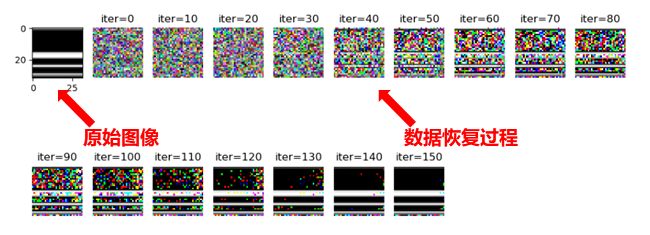 iter=0 iter=10 iter=20 iter=30 iter=40 iter=50 iter=60 iter=70 iter=80
0
20
0 25
原始图像 数据恢复过程
iter=90 iter=100 iter=110 iter=120 iter=130 iter=140 iter=150